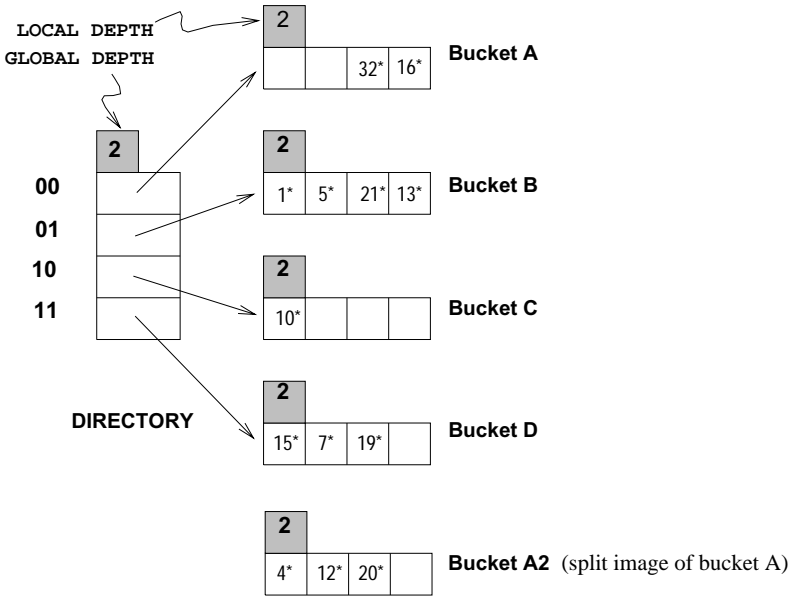 LOCAL DEPTH
GLOBAL DEPTH
2
32* 16*
Bucket A
2
00
01
10
11
DIRECTORY
2
1* 5* 21* 13*
Bucket B
2
10*
Bucket C
2
15* 7* 19*
Bucket D
2
4* 12* 20*
Bucket A2 (split image of bucket A)